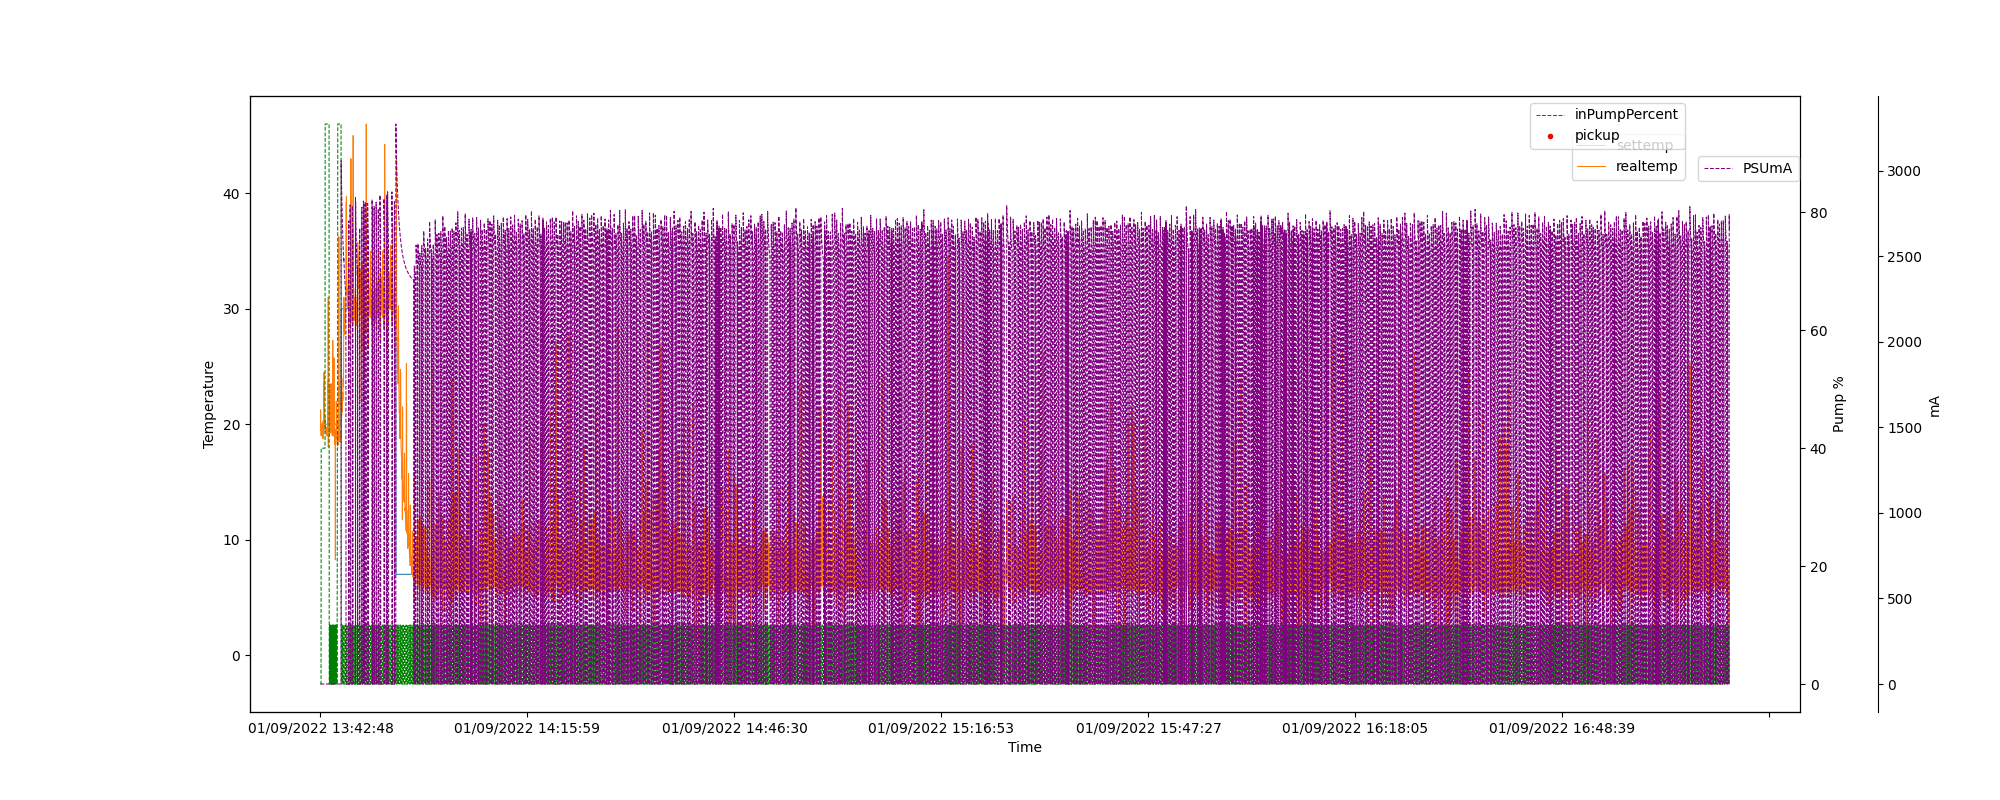 inPumpPercent
pickup
settemp
realtemp
PSUmA
40
30
20
10
0
Temperature
80
60
40
20
0
Pump %
3000
2500
2000
1500
1000
500
0
mA
01/09/2022 13:42:48
01/09/2022 14:15:59
01/09/2022 14:46:30
01/09/2022 15:16:53
01/09/2022 15:47:27
01/09/2022 16:18:05
01/09/2022 16:48:39
Time